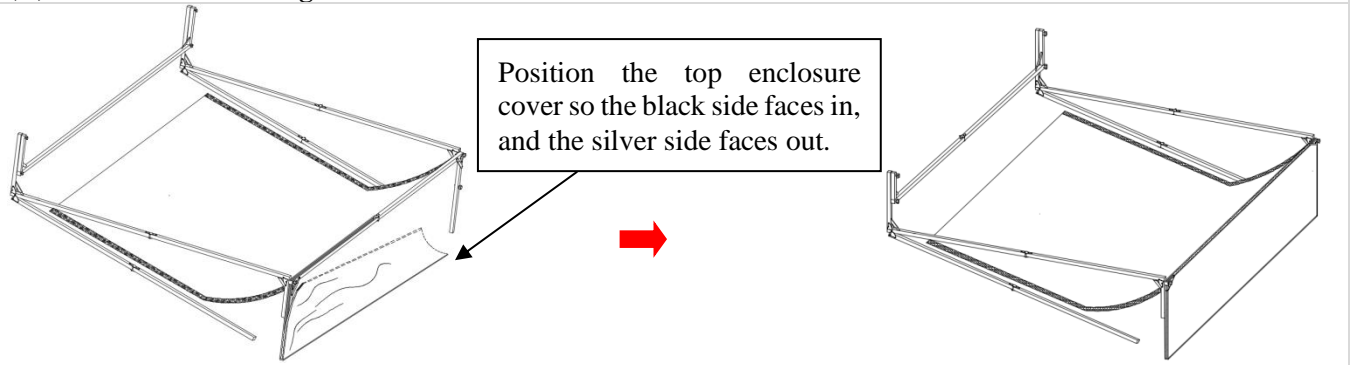 Position the top enclosure
cover so the black side faces in,
and the silver side faces out.